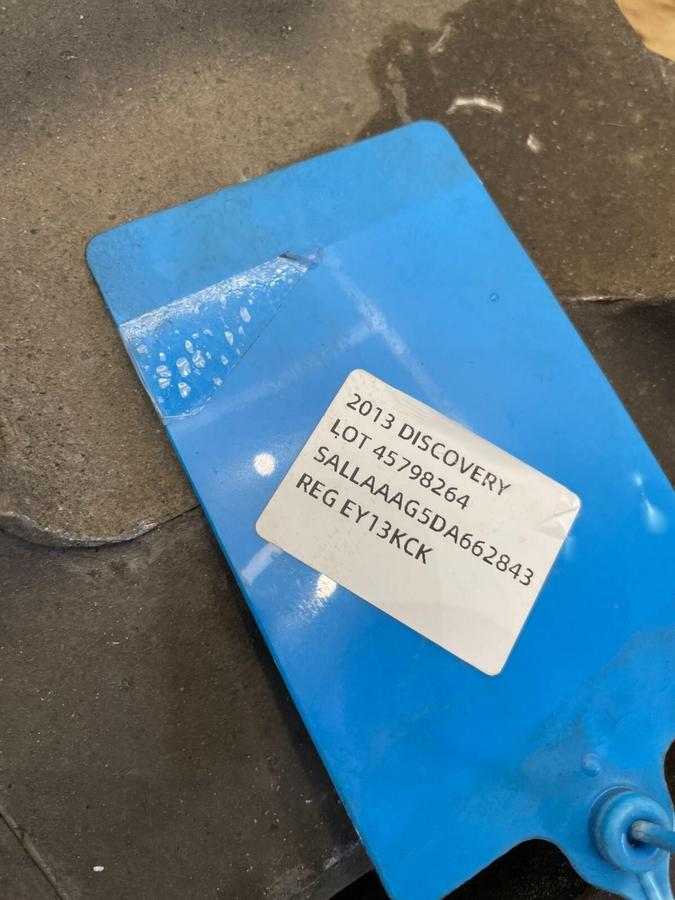 2013 DISCOVERY
LOT 45798264
SALLAAAG5DA662843
REG EY13KCK